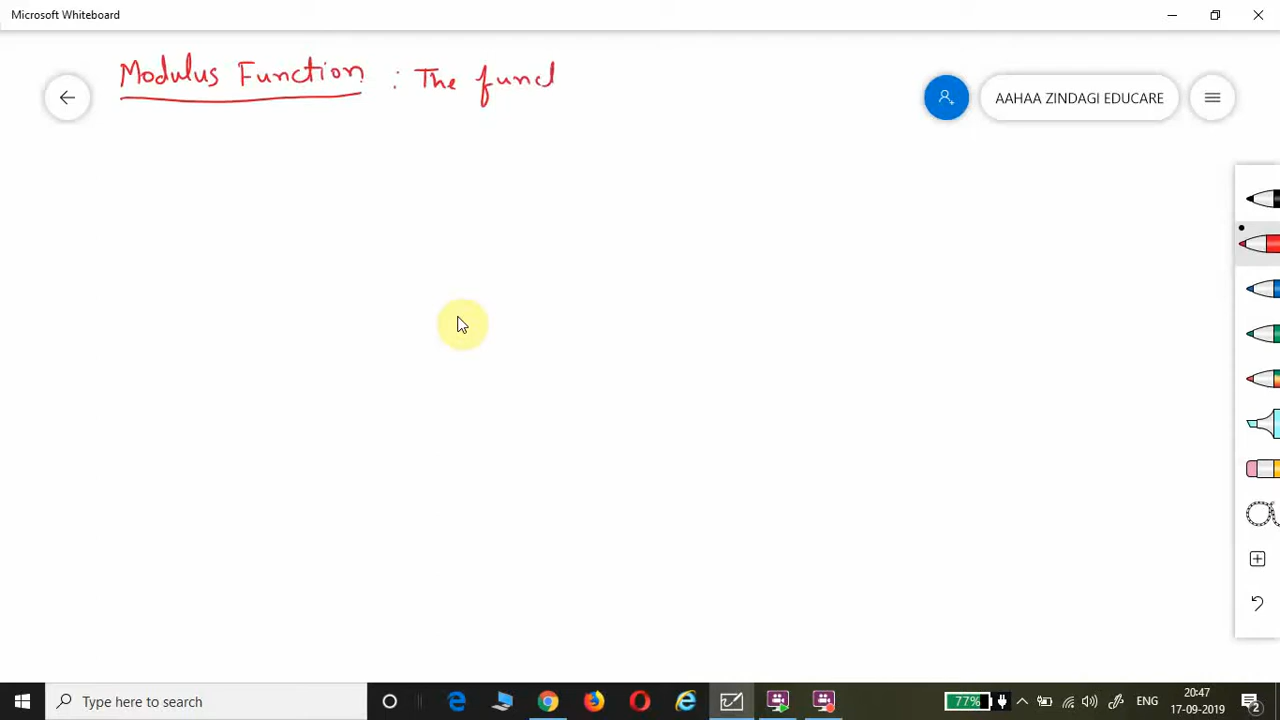 Microsoft Whiteboard
Modulus Function : The funct
AAHAA ZINDAGI EDUCARE
Type here to search
77%
ENG
20:47
17-09-2019
2